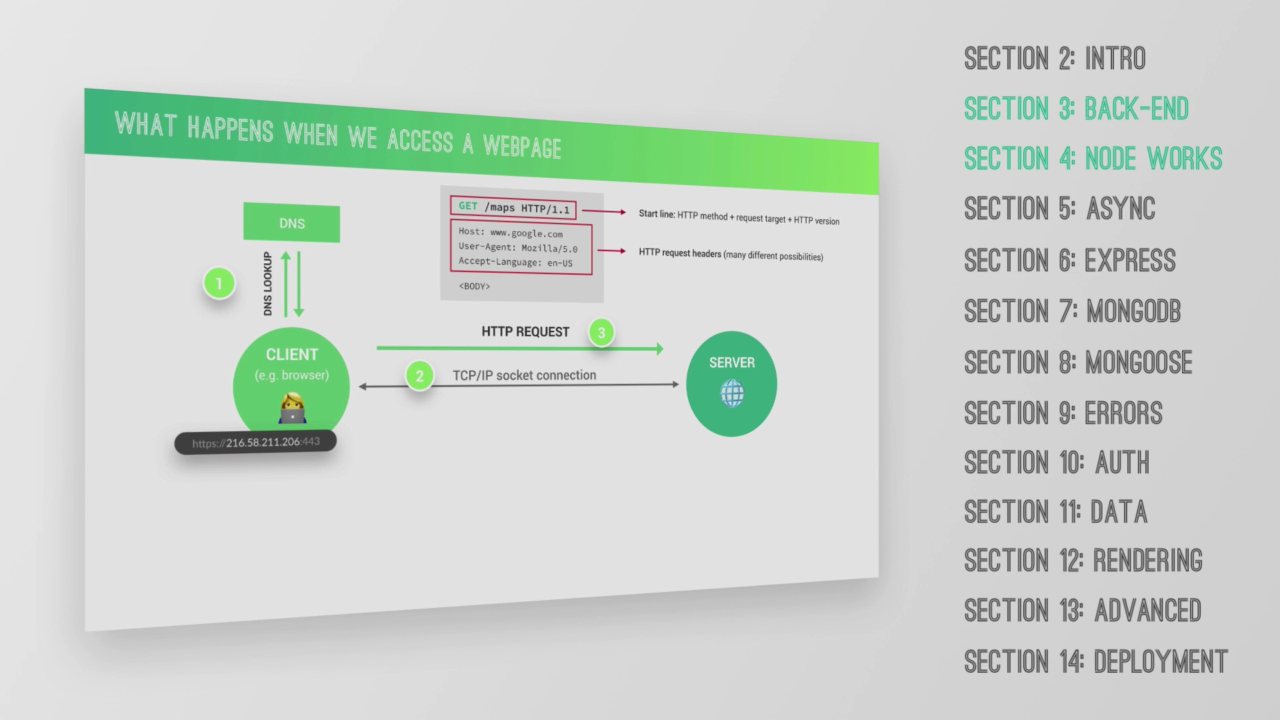 WHAT HAPPENS WHEN WE ACCESS A WEBPAGE
DNS
DNS LOOKUP
1
CLIENT
(e.g. browser)
https://216.58.211.206:443
GET /maps HTTP/1.1
Host: www.google.com
User-Agent: Mozilla/5.0
Accept-Language: en-US
<BODY>
Start line: HTTP method + request target + HTTP version
HTTP request headers (many different possibilities)
HTTP REQUEST
3
2
TCP/IP socket connection
SERVER
SECTION 2: INTRO
SECTION 3: BACK-END
SECTION 4: NODE WORKS
SECTION 5: ASYNC
SECTION 6: EXPRESS
SECTION 7: MONGODB
SECTION 8: MONGOOSE
SECTION 9: ERRORS
SECTION 10: AUTH
SECTION 11: DATA
SECTION 12: RENDERING
SECTION 13: ADVANCED
SECTION 14: DEPLOYMENT